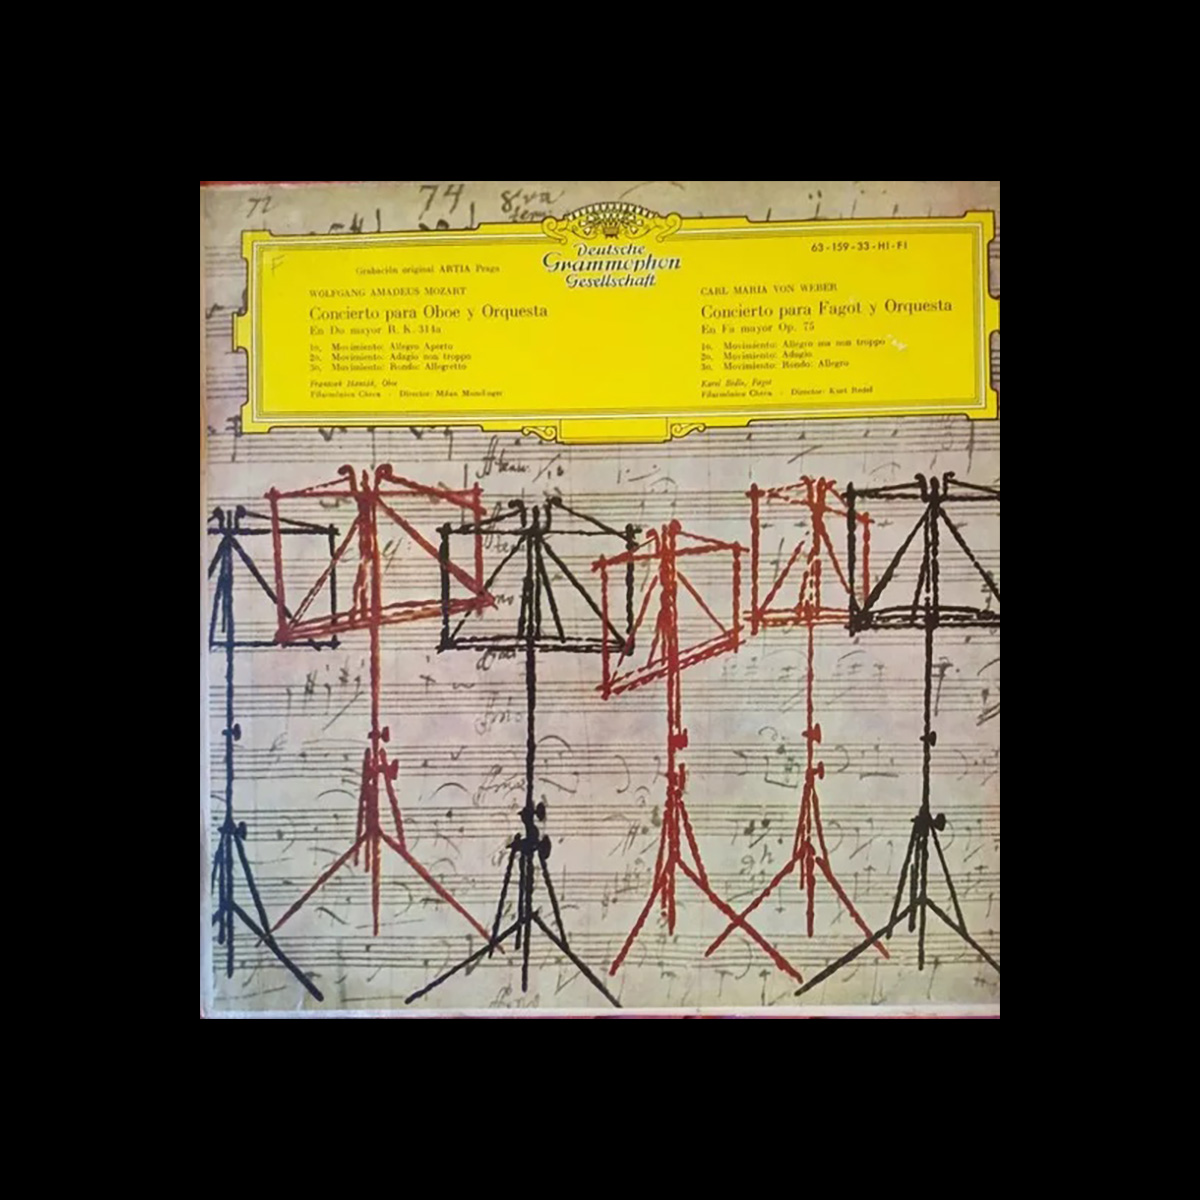 72
74
8va
Deutsche
Grammophon
Gesellschaft
63-159-33-HI-FI
F
Grabación original ARTIA Praga
WOLFGANG AMADEUS MOZART
Concierto para Oboe y Orquesta
En Do mayor R. K. 314a
1o. Movimiento: Allegro Aperto
2o. Movimiento: Adagio non troppo
3o. Movimiento: Rondo: Allegretto
Frantisek Hantak, Oboe
Filarmónica Checa - Director: Milan Munclinger
CARL MARIA VON WEBER
Concierto para Fagot y Orquesta
En Fa mayor Op. 75
1o. Movimiento: Allegro ma non troppo
2o. Movimiento: Adagio
3o. Movimiento: Rondo: Allegro
Karel Bidlo, Fagot
Filarmónica Checa - Director: Kurt Redel